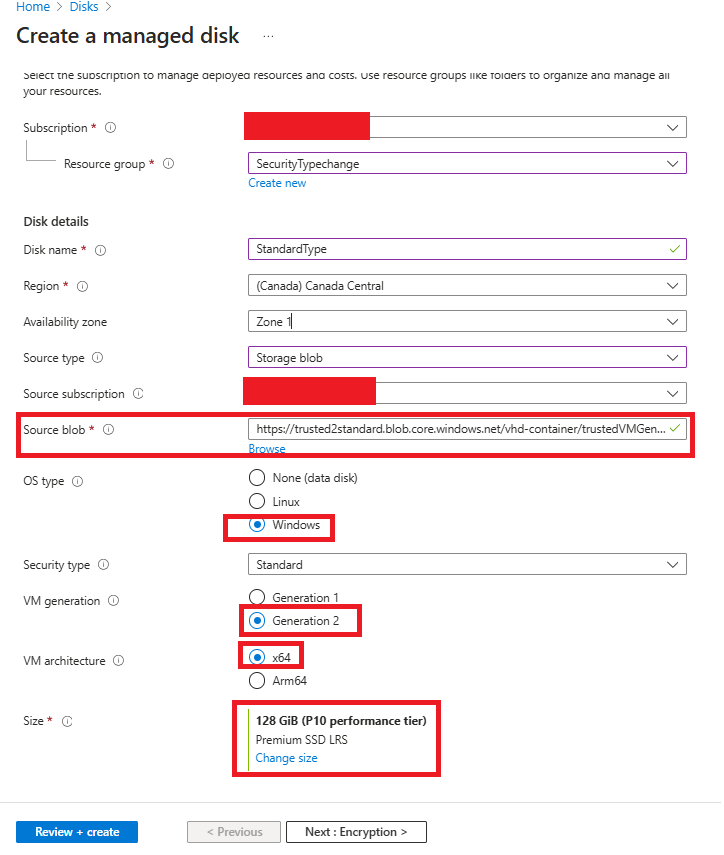 Home > Disks >
Create a managed disk ...
Select the subscription to manage deployed resources and costs. Use resource groups like folders to organize and manage all
your resources.
Subscription *
Resource group *
SecurityTypechange
Create new
Disk details
Disk name *
StandardType
Region *
(Canada) Canada Central
Availability zone
Zone 1
Source type
Storage blob
Source subscription
Source blob *
https://trusted2standard.blob.core.windows.net/vhd-container/trustedVMGen...
Browse
OS type
None (data disk)
Linux
Windows
Security type
Standard
VM generation
Generation 1
Generation 2
VM architecture
x64
Arm64
Size *
128 GiB (P10 performance tier)
Premium SSD LRS
Change size
Review + create
< Previous
Next : Encryption >